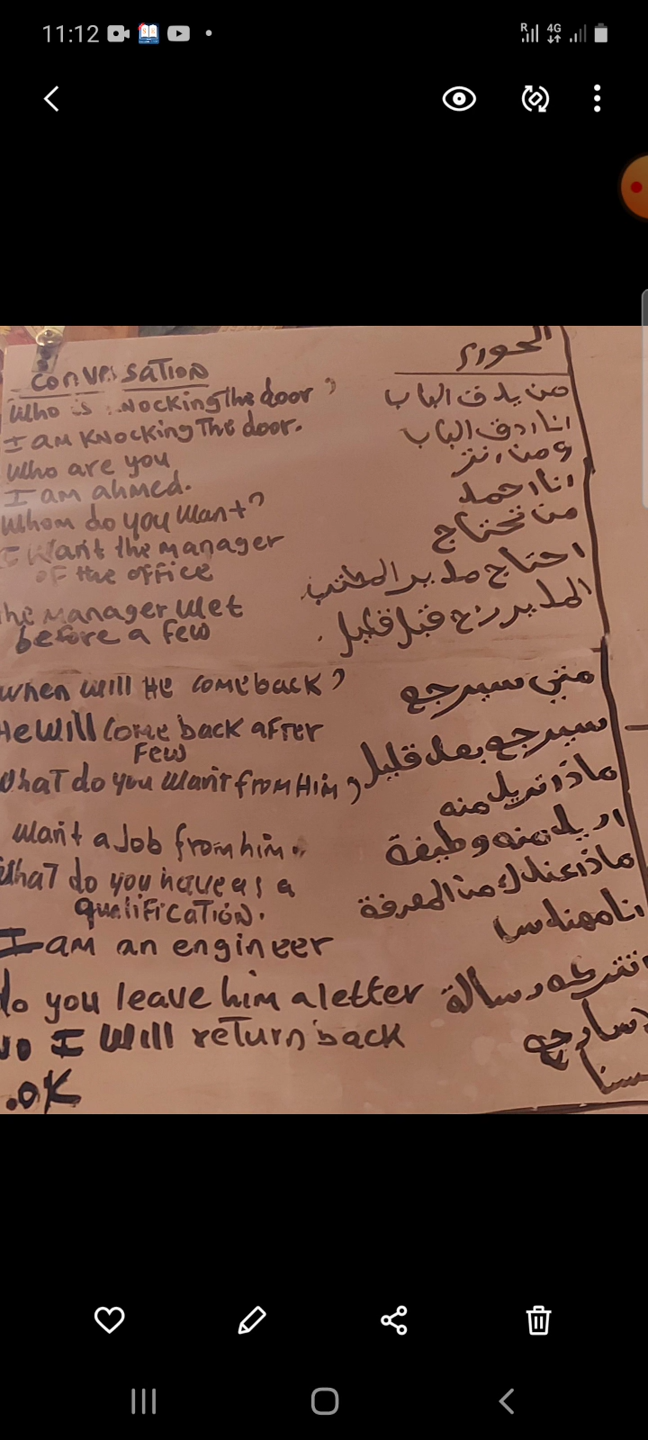 11:12
4G
Conversation
الحوار
Who is knocking the door?
من يدق الباب
I am Knocking The door.
انا ادق الباب
Who are you
ومن انت
I am ahmed.
انا احمد
Whom do you want?
من تحتاج
I want the manager
of the office
احتاج مدير المكتب
the manager
before a few
المدير قبل قليل.
When will He come back?
متى سيرجع
He will come back after
few
سيرجع بعد قليل
What do you want from Him?
ماذا تريد منه
want a Job from him.
اريد منه وظيفة
What do you have as a
qualification.
ماذا عندك من المعرفة
I am an engineer
انا مهندس
do you leave him a letter
رسالة
No I will return back
.OK